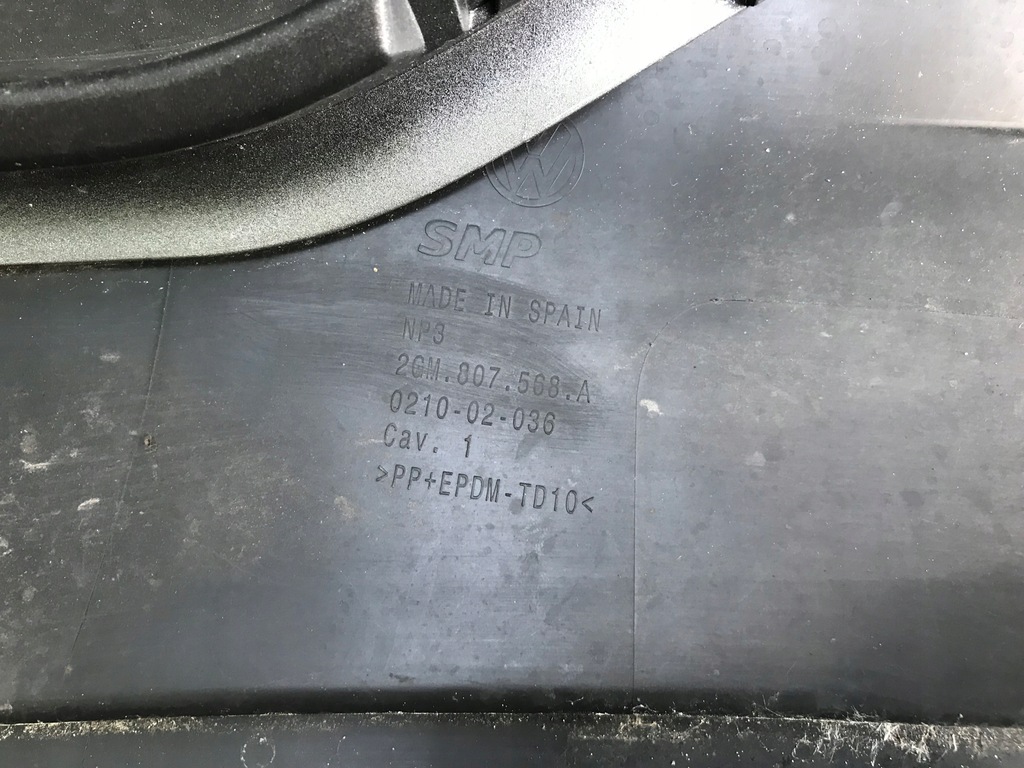 SMP
MADE IN SPAIN
NP3
2GM.807.568.A
0210-02-036
Cav. 1
>PP+EPDM-TD10<